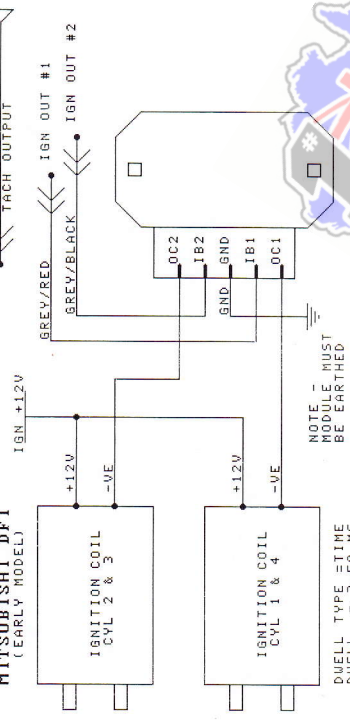 MITSUBISHI DFI
(EARLY MODEL)
IGN +12V
+12V
-VE
IGNITION COIL
CYL 2 & 3
+12V
-VE
IGNITION COIL
CYL 1 & 4
GREY/RED
GREY/BLACK
TACH OUTPUT
IGN OUT #1
IGN OUT #2
OC2
IB2
GND
IB1
OC1
GND
NOTE -
MODULE MUST
BE EARTHED
DWELL TYPE =TIME
#